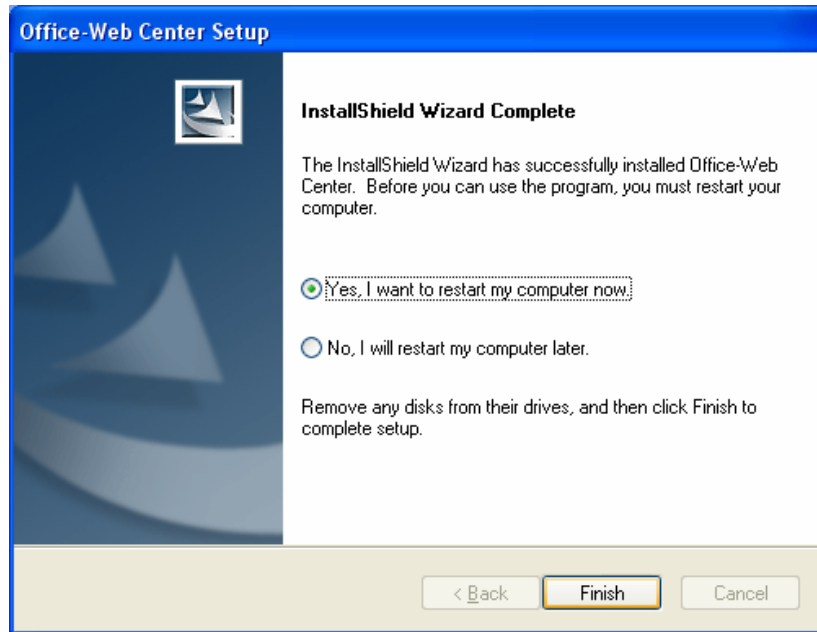 Office-Web Center Setup
InstallShield Wizard Complete
The InstallShield Wizard has successfully installed Office-Web
Center. Before you can use the program, you must restart your
computer.
Yes, I want to restart my computer now.
No, I will restart my computer later.
Remove any disks from their drives, and then click Finish to
complete setup.
< Back Finish Cancel